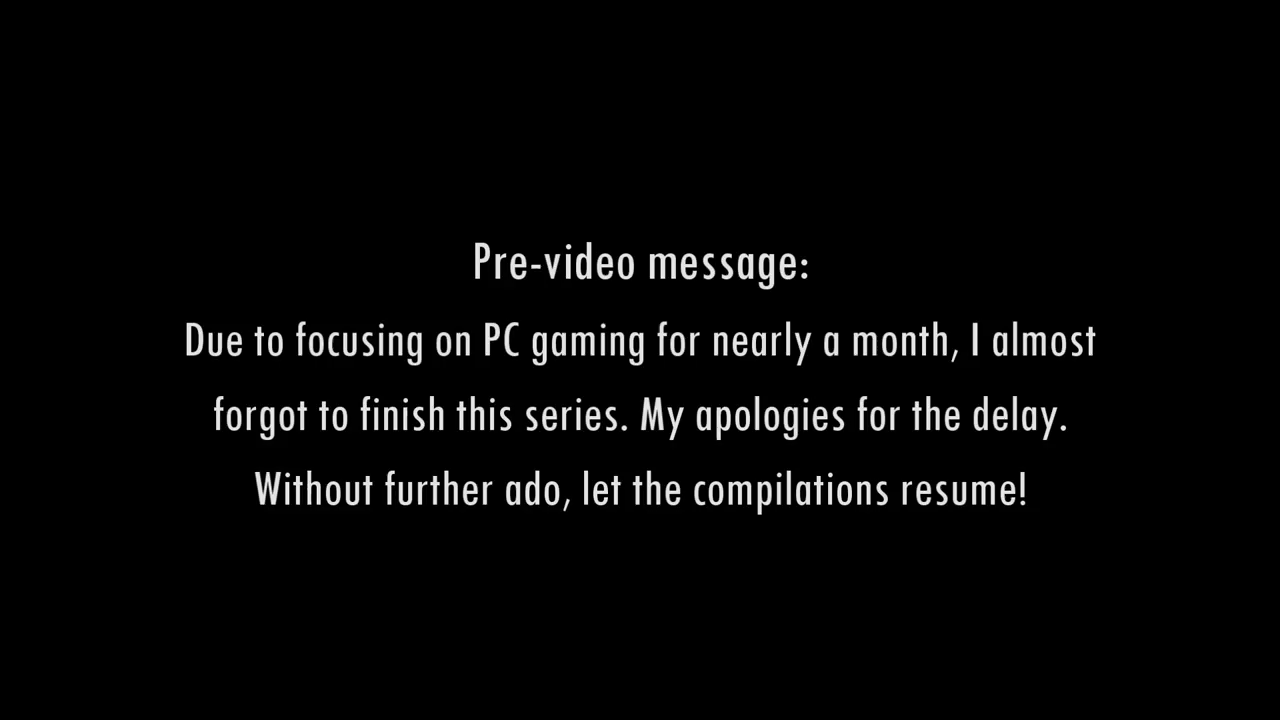 Pre-video message:
Due to focusing on PC gaming for nearly a month, I almost
forgot to finish this series. My apologies for the delay.
Without further ado, let the compilations resume!